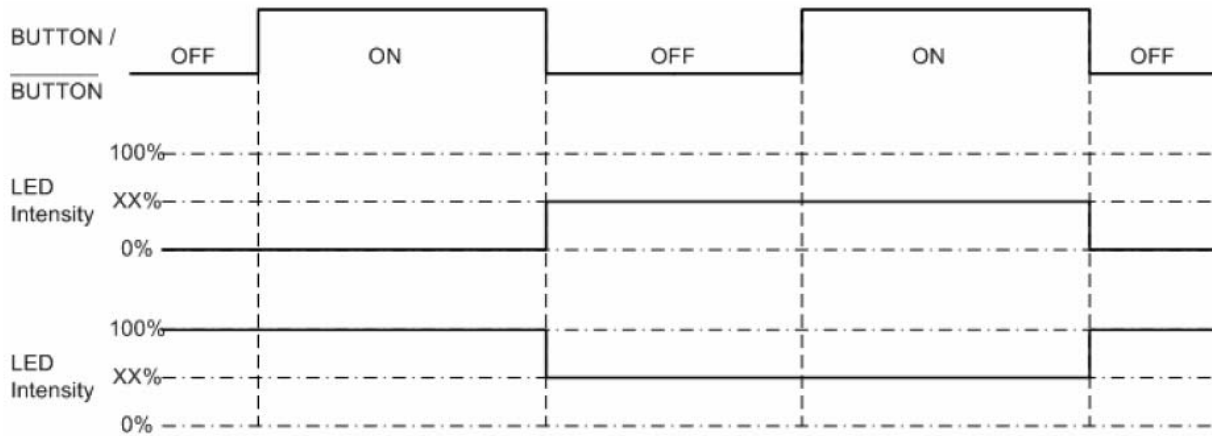 BUTTON /
BUTTON
OFF ON OFF ON OFF
100%
LED
Intensity
XX%
0%
100%
LED
Intensity
XX%
0%